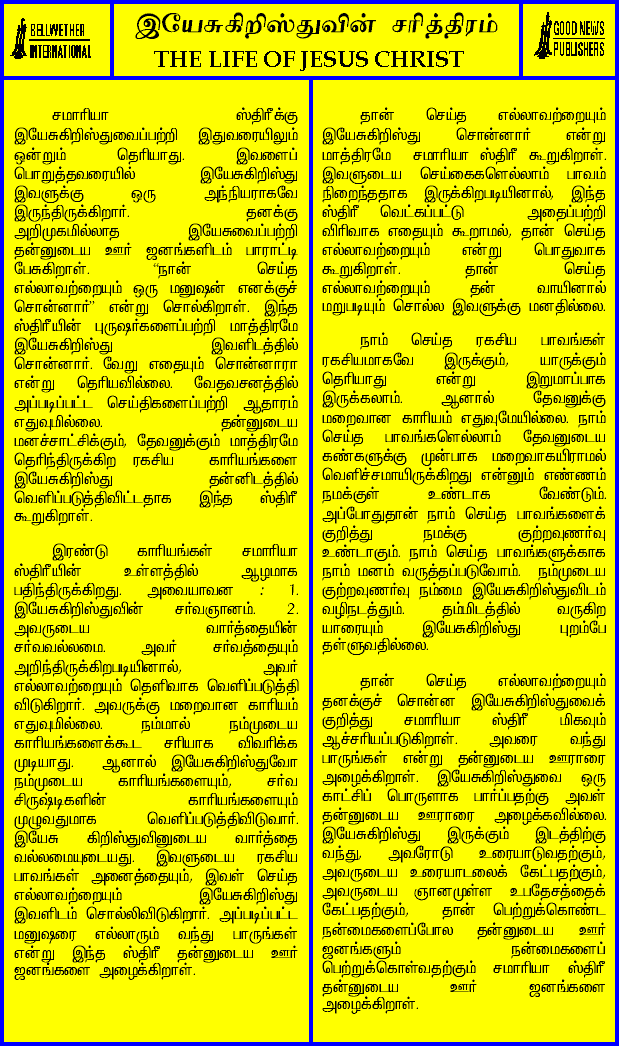 BELLWETHER
INTERNATIONAL
இயேசுகிறிஸ்துவின் சரித்திரம்
THE LIFE OF JESUS CHRIST
GOOD NEWS
PUBLISHERS
சமாரியா ஸ்திரீக்கு
இயேசுகிறிஸ்துவைப்பற்றி இதுவரையிலும்
ஒன்றும் தெரியாது. இவளைப்
பொறுத்தவரையில் இயேசுகிறிஸ்து
இவளுக்கு ஒரு அந்நியராகவே
இருந்திருக்கிறார். தனக்கு
அறிமுகமில்லாத இயேசுவைப்பற்றி
தன்னுடைய ஊர் ஜனங்களிடம் பாராட்டி
பேசுகிறாள். "நான் செய்த
எல்லாவற்றையும் ஒரு மனுஷன் எனக்குச்
சொன்னார்" என்று சொல்கிறாள். இந்த
ஸ்திரீயின் புருஷர்களைப்பற்றி மாத்திரமே
இயேசுகிறிஸ்து இவளிடத்தில்
சொன்னார். வேறு எதையும் சொன்னாரா
என்று தெரியவில்லை. வேதவசனத்தில்
அப்படிப்பட்ட செய்திகளைப்பற்றி ஆதாரம்
எதுவுமில்லை. தன்னுடைய
மனச்சாட்சிக்கும், தேவனுக்கும் மாத்திரமே
தெரிந்திருக்கிற ரகசிய காரியங்களை
இயேசுகிறிஸ்து தன்னிடத்தில்
வெளிப்படுத்திவிட்டதாக இந்த ஸ்திரீ
கூறுகிறாள்.
இரண்டு காரியங்கள் சமாரியா
ஸ்திரீயின் உள்ளத்தில் ஆழமாக
பதிந்திருக்கிறது. அவையாவன : 1.
இயேசுகிறிஸ்துவின் சர்வஞானம். 2.
அவருடைய வார்த்தையின்
சர்வவல்லமை. அவர் சர்வத்தையும்
அறிந்திருக்கிறபடியினால், அவர்
எல்லாவற்றையும் தெளிவாக வெளிப்படுத்தி
விடுகிறார். அவருக்கு மறைவான காரியம்
எதுவுமில்லை. நம்மால் நம்முடைய
காரியங்களைக்கூட சரியாக விவரிக்க
முடியாது. ஆனால் இயேசுகிறிஸ்துவோ
நம்முடைய காரியங்களையும், சர்வ
சிருஷ்டிகளின் காரியங்களையும்
முழுவதுமாக வெளிப்படுத்திவிடுவார்.
இயேசு கிறிஸ்துவினுடைய வார்த்தை
வல்லமையுடையது. இவளுடைய ரகசிய
பாவங்கள் அனைத்தையும், இவள் செய்த
எல்லாவற்றையும் இயேசுகிறிஸ்து
இவளிடம் சொல்லிவிடுகிறார். அப்படிப்பட்ட
மனுஷரை எல்லாரும் வந்து பாருங்கள்
என்று இந்த ஸ்திரீ தன்னுடைய ஊர்
ஜனங்களை அழைக்கிறாள்.
தான் செய்த எல்லாவற்றையும்
இயேசுகிறிஸ்து சொன்னார் என்று
மாத்திரமே சமாரியா ஸ்திரீ கூறுகிறாள்.
இவளுடைய செய்கைகளெல்லாம் பாவம்
நிறைந்ததாக இருக்கிறபடியினால், இந்த
ஸ்திரீ வெட்கப்பட்டு அதைப்பற்றி
விரிவாக எதையும் கூறாமல், தான் செய்த
எல்லாவற்றையும் என்று பொதுவாக
கூறுகிறாள். தான் செய்த
எல்லாவற்றையும் தன் வாயினால்
மறுபடியும் சொல்ல இவளுக்கு மனதில்லை.
நாம் செய்த ரகசிய பாவங்கள்
ரகசியமாகவே இருக்கும், யாருக்கும்
தெரியாது என்று இறுமாப்பாக
இருக்கலாம். ஆனால் தேவனுக்கு
மறைவான காரியம் எதுவுமேயில்லை. நாம்
செய்த பாவங்களெல்லாம் தேவனுடைய
கண்களுக்கு முன்பாக மறைவாகயிராமல்
வெளிச்சமாயிருக்கிறது என்னும் எண்ணம்
நமக்குள் உண்டாக வேண்டும்.
அப்போதுதான் நாம் செய்த பாவங்களைக்
குறித்து நமக்கு குற்றவுணர்வு
உண்டாகும். நாம் செய்த பாவங்களுக்காக
நாம் மனம் வருத்தப்படுவோம். நம்முடைய
குற்றவுணர்வு நம்மை இயேசுகிறிஸ்துவிடம்
வழிநடத்தும். தம்மிடத்தில் வருகிற
யாரையும் இயேசுகிறிஸ்து புறம்பே
தள்ளுவதில்லை.
தான் செய்த எல்லாவற்றையும்
தனக்குச் சொன்ன இயேசுகிறிஸ்துவைக்
குறித்து சமாரியா ஸ்திரீ மிகவும்
ஆச்சரியப்படுகிறாள். அவரை வந்து
பாருங்கள் என்று தன்னுடைய ஊராரை
அழைக்கிறாள். இயேசுகிறிஸ்துவை ஒரு
காட்சிப் பொருளாக பார்ப்பதற்கு அவள்
தன்னுடைய ஊராரை அழைக்கவில்லை.
இயேசுகிறிஸ்து இருக்கும் இடத்திற்கு
வந்து, அவரோடு உரையாடுவதற்கும்,
அவருடைய உரையாடலைக் கேட்பதற்கும்,
அவருடைய ஞானமுள்ள உபதேசத்தைக்
கேட்பதற்கும், தான் பெற்றுக்கொண்ட
நன்மைகளைப்போல தன்னுடைய ஊர்
ஜனங்களும் நன்மைகளைப்
பெற்றுக்கொள்வதற்கும் சமாரியா ஸ்திரீ
தன்னுடைய ஊர் ஜனங்களை
அழைக்கிறாள்.